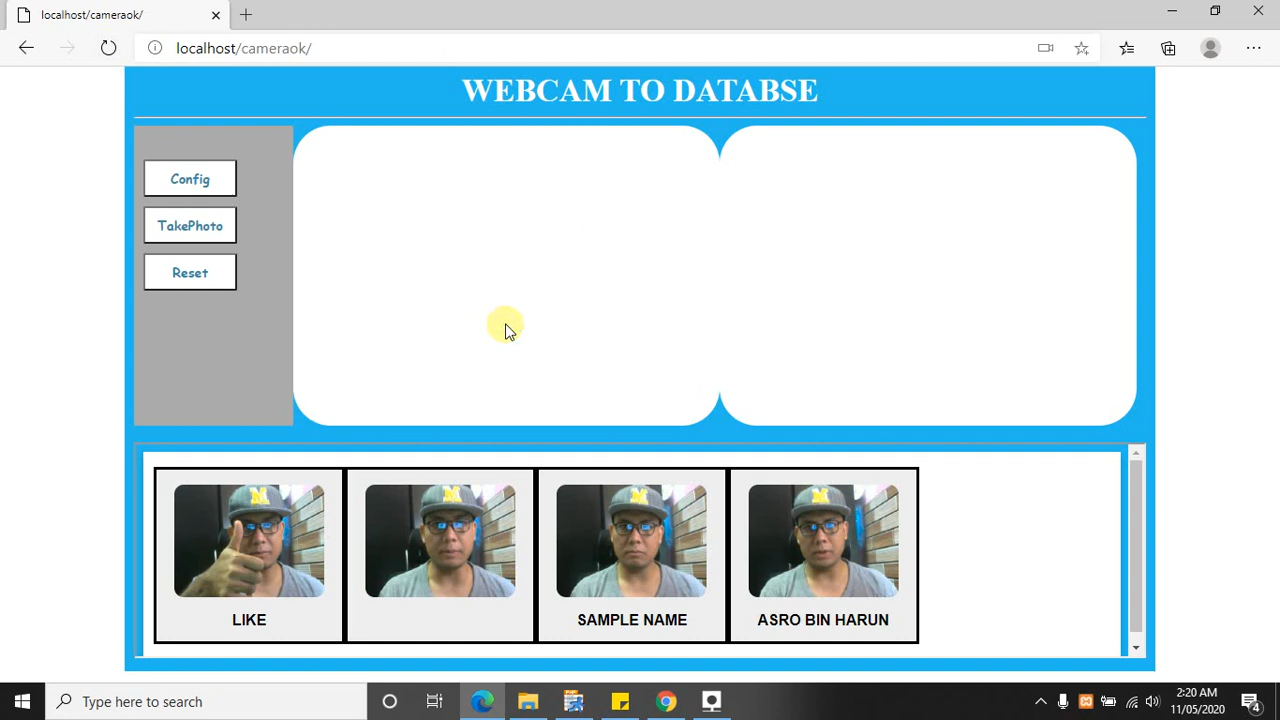 localhost/cameraok/
localhost/cameraok/
WEBCAM TO DATABSE
Config
TakePhoto
Reset
M
M
M
M
LIKE
SAMPLE NAME
ASRO BIN HARUN
Type here to search
2:20 AM
11/05/2020
4